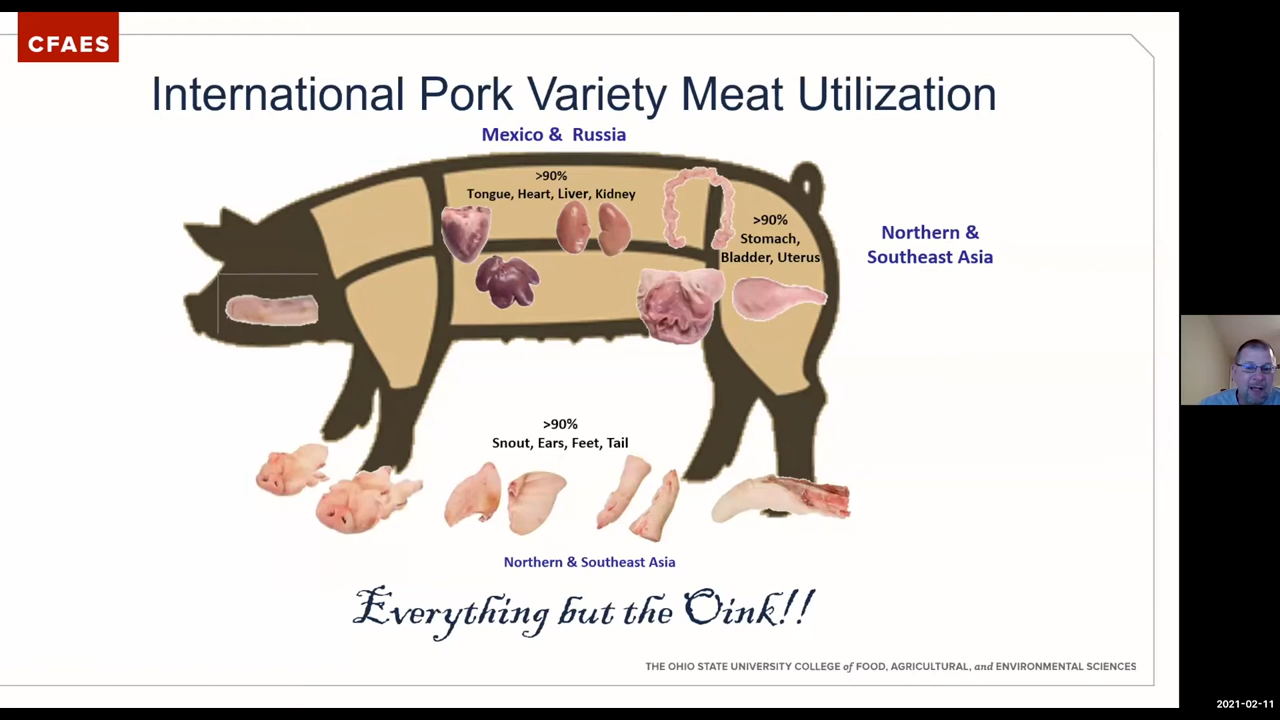 CFAES
International Pork Variety Meat Utilization
Mexico & Russia
>90%
Tongue, Heart, Liver, Kidney
>90%
Stomach,
Bladder, Uterus
Northern &
Southeast Asia
>90%
Snout, Ears, Feet, Tail
Northern & Southeast Asia
Everything but the Oink!!
THE OHIO STATE UNIVERSITY COLLEGE of FOOD, AGRICULTURAL, and ENVIRONMENTAL SCIENCES
2021-02-11